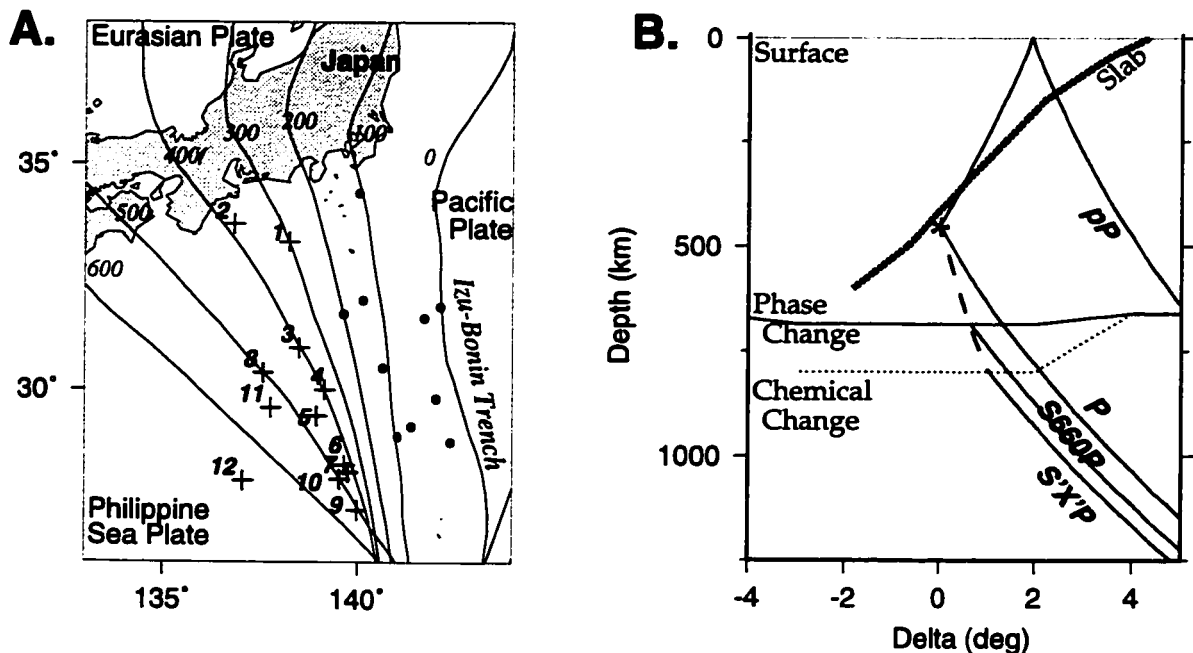 A.
Eurasian Plate
Japan
100
200
300
400
0
35°
500
2
1
Pacific
Plate
600
Izu-Bonin Trench
3
8
4
30°
11
5
6
7
12
10
9
Philippine
Sea Plate
135°
140°
B.
0
Surface
Slab
pP
500
Depth (km)
Phase
Change
Chemical
Change
P
S660P
S'X'P
1000
-4
-2
0
2
4
Delta (deg)